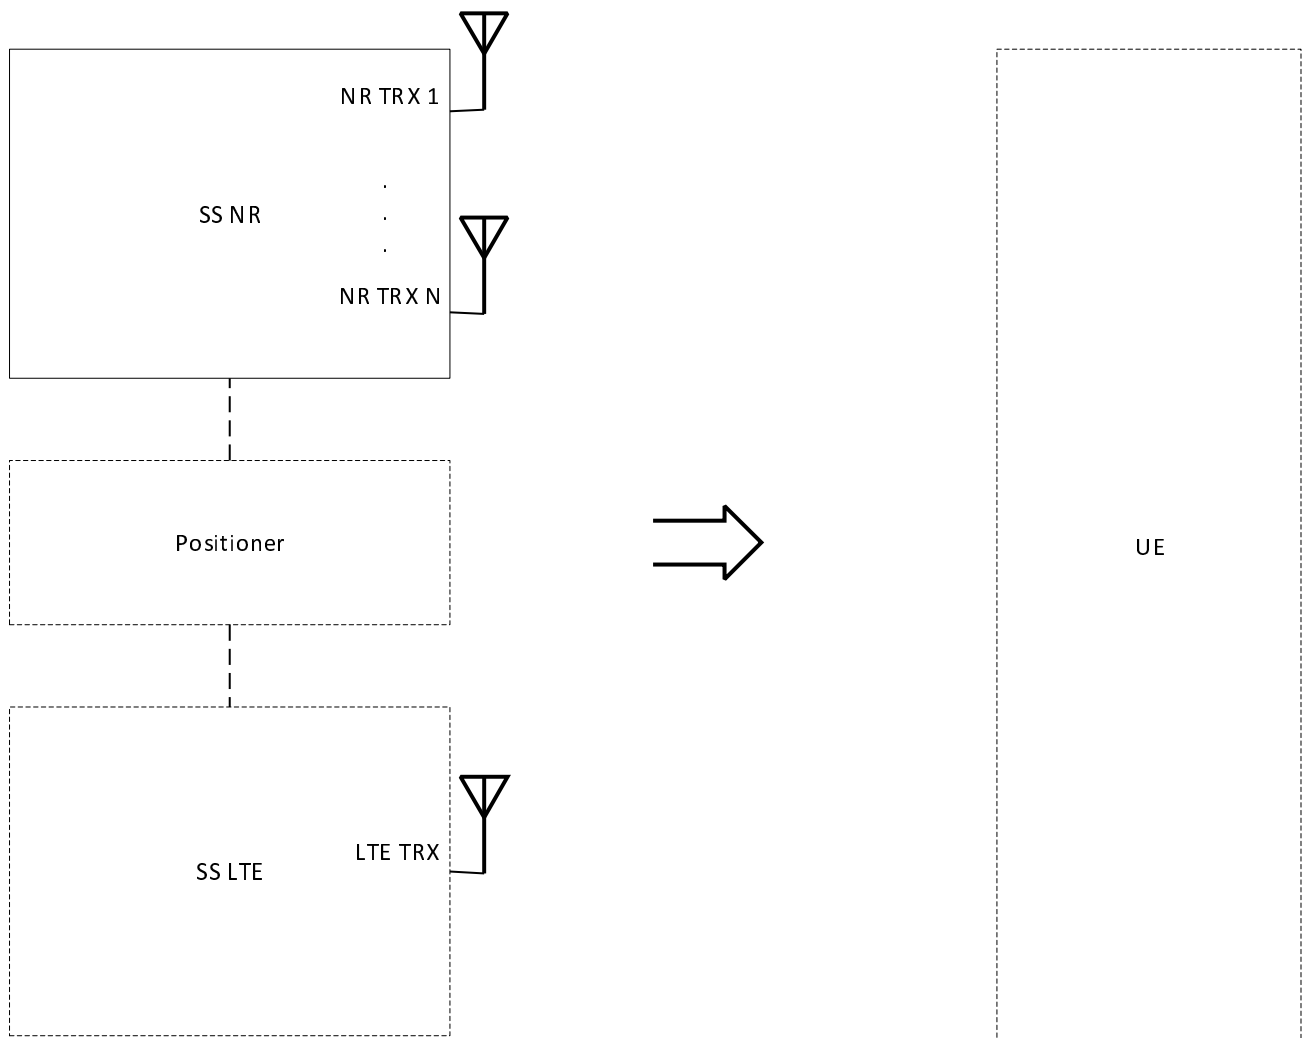 NR TRX 1
.
.
.
SS NR
NR TRX N
Positioner
UE
LTE TRX
SS LTE